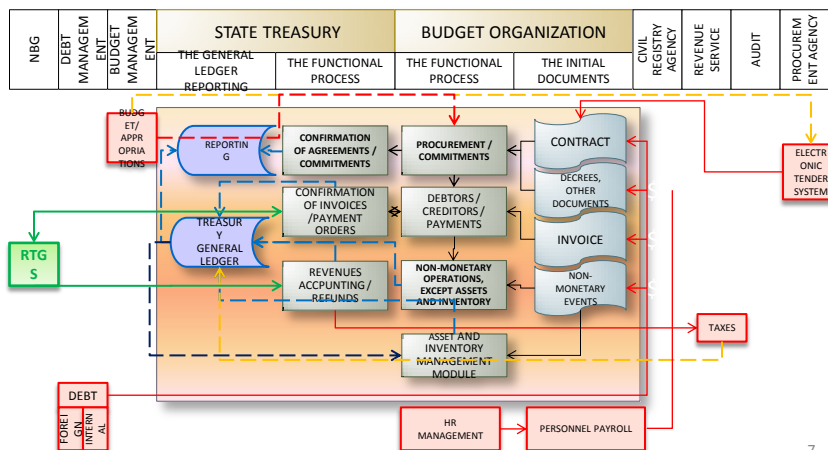 NBG
DEBT
MANAGEM
ENT
BUDGET
MANAGEM
ENT
STATE TREASURY
THE GENERAL
LEDGER
REPORTING
THE FUNCTIONAL
PROCESS
BUDGET ORGANIZATION
THE FUNCTIONAL
PROCESS
THE INITIAL
DOCUMENTS
CIVIL
REGISTRY
AGENCY
REVENUE
SERVICE
AUDIT
PROCUREM
ENT AGENCY
BUDG
ET/
APPR
OPRIA
TIONS
REPORTIN
G
CONFIRMATION
OF AGREEMENTS /
COMMITMENTS
PROCUREMENT /
COMMITMENTS
CONTRACT
ELECTR
ONIC
TENDER
SYSTEM
DECREES,
OTHER
DOCUMENTS
CONFIRMATION
OF INVOICES
/PAYMENT
ORDERS
DEBTORS /
CREDITORS /
PAYMENTS
TREASUR
Y
GENERAL
LEDGER
INVOICE
RTG
S
REVENUES
ACCPUNTING /
REFUNDS
NON-MONETARY
OPERATIONS,
EXCEPT ASSETS
AND INVENTORY
NON-
MONETARY
EVENTS
TAXES
ASSET AND
INVENTORY
MANAGEMENT
MODULE
DEBT
FOREI
GN
INTERN
AL
HR
MANAGEMENT
PERSONNEL PAYROLL
7